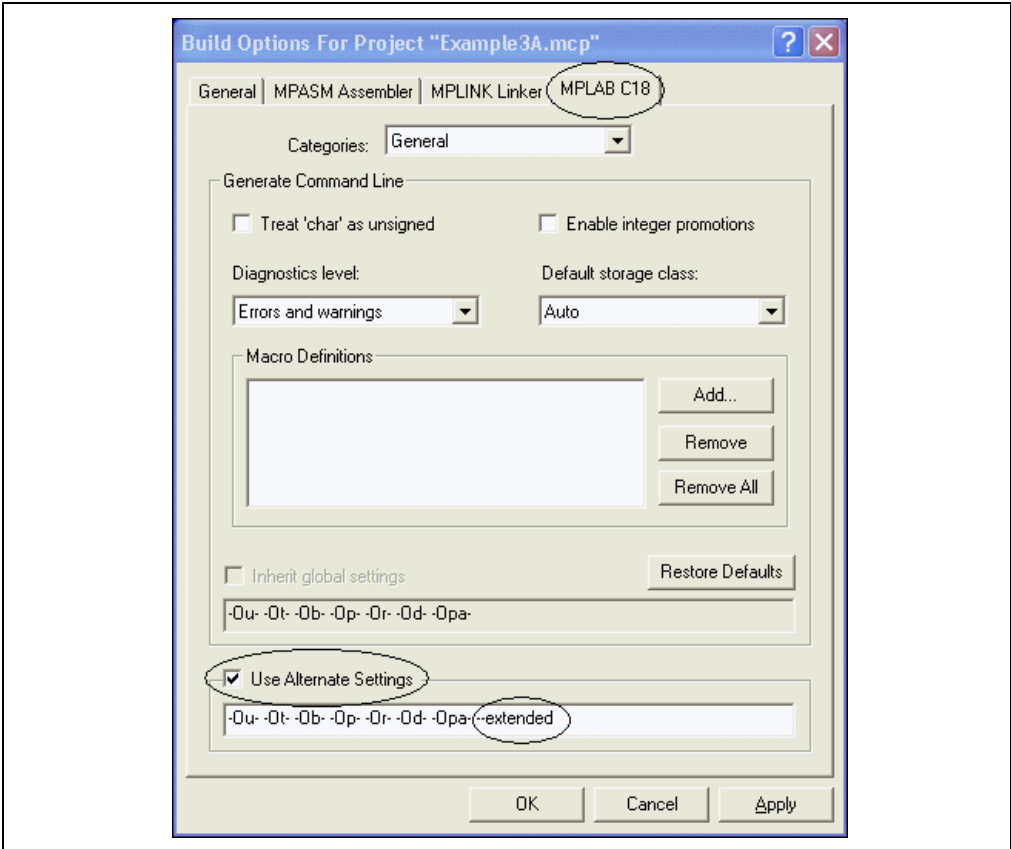 Build Options For Project "Example3A.mcp"
General MPASM Assembler MPLINK Linker MPLAB C18
Categories: General
Generate Command Line
Treat 'char' as unsigned Enable integer promotions
Diagnostics level: Default storage class:
Errors and warnings Auto
Macro Definitions
Add...
Remove
Remove All
Inherit global settings Restore Defaults
-Ou- -Ot- -Ob- -Op- -Or- -Od- -Opa-
Use Alternate Settings
-Ou- -Ot- -Ob- -Op- -Or- -Od- -Opa- --extended
OK Cancel Apply